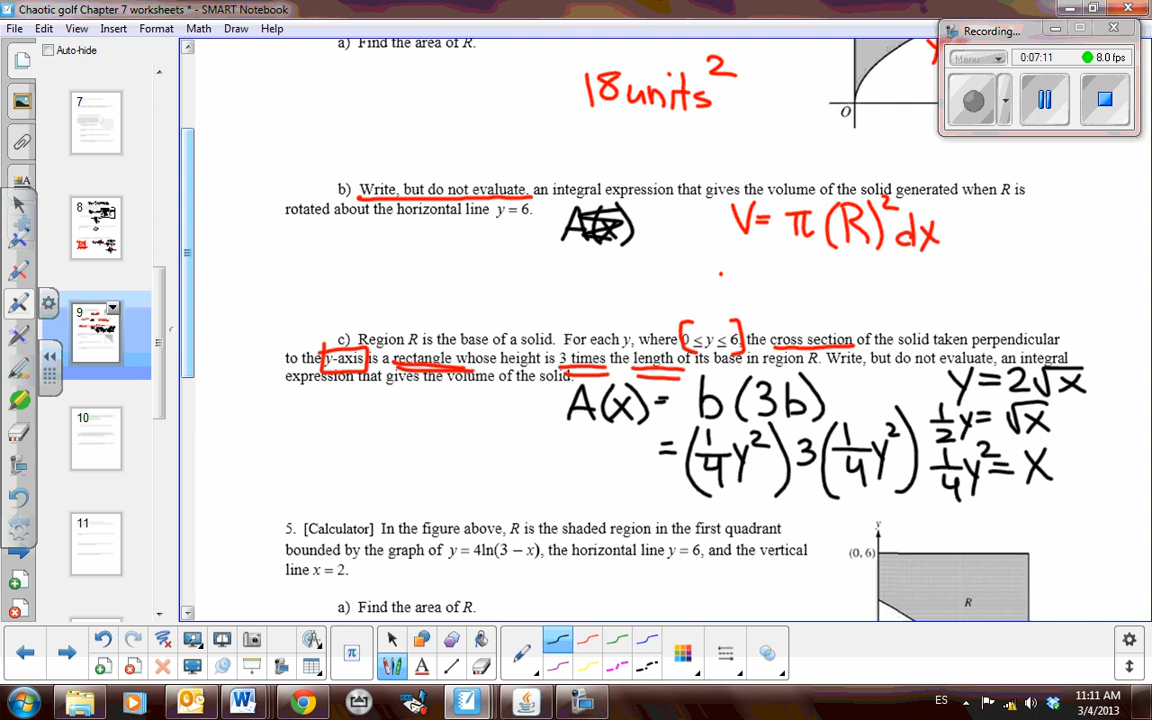 Chaotic golf Chapter 7 worksheets * - SMART Notebook
File Edit View Insert Format Math Draw Help
Auto-hide
7
8
9
10
11
Recording...
Menu
0:07:11
8.0 fps
a) Find the area of R.
18 units²
O
b) Write, but do not evaluate, an integral expression that gives the volume of the solid generated when R is
rotated about the horizontal line y = 6.
V = π(R)² dx
c) Region R is the base of a solid. For each y, where 0 ≤ y ≤ 6, the cross section of the solid taken perpendicular
to the y-axis is a rectangle whose height is 3 times the length of its base in region R. Write, but do not evaluate, an integral
expression that gives the volume of the solid.
A(x) = b(3b)
= (1/4 y²) 3 (1/4 y²)
y = 2√x
1/2 y = √x
1/4 y² = x
5. [Calculator] In the figure above, R is the shaded region in the first quadrant
bounded by the graph of y = 4ln(3 − x), the horizontal line y = 6, and the vertical
line x = 2.
y
(0, 6)
R
a) Find the area of R.
π
A
ES
11:11 AM
3/4/2013